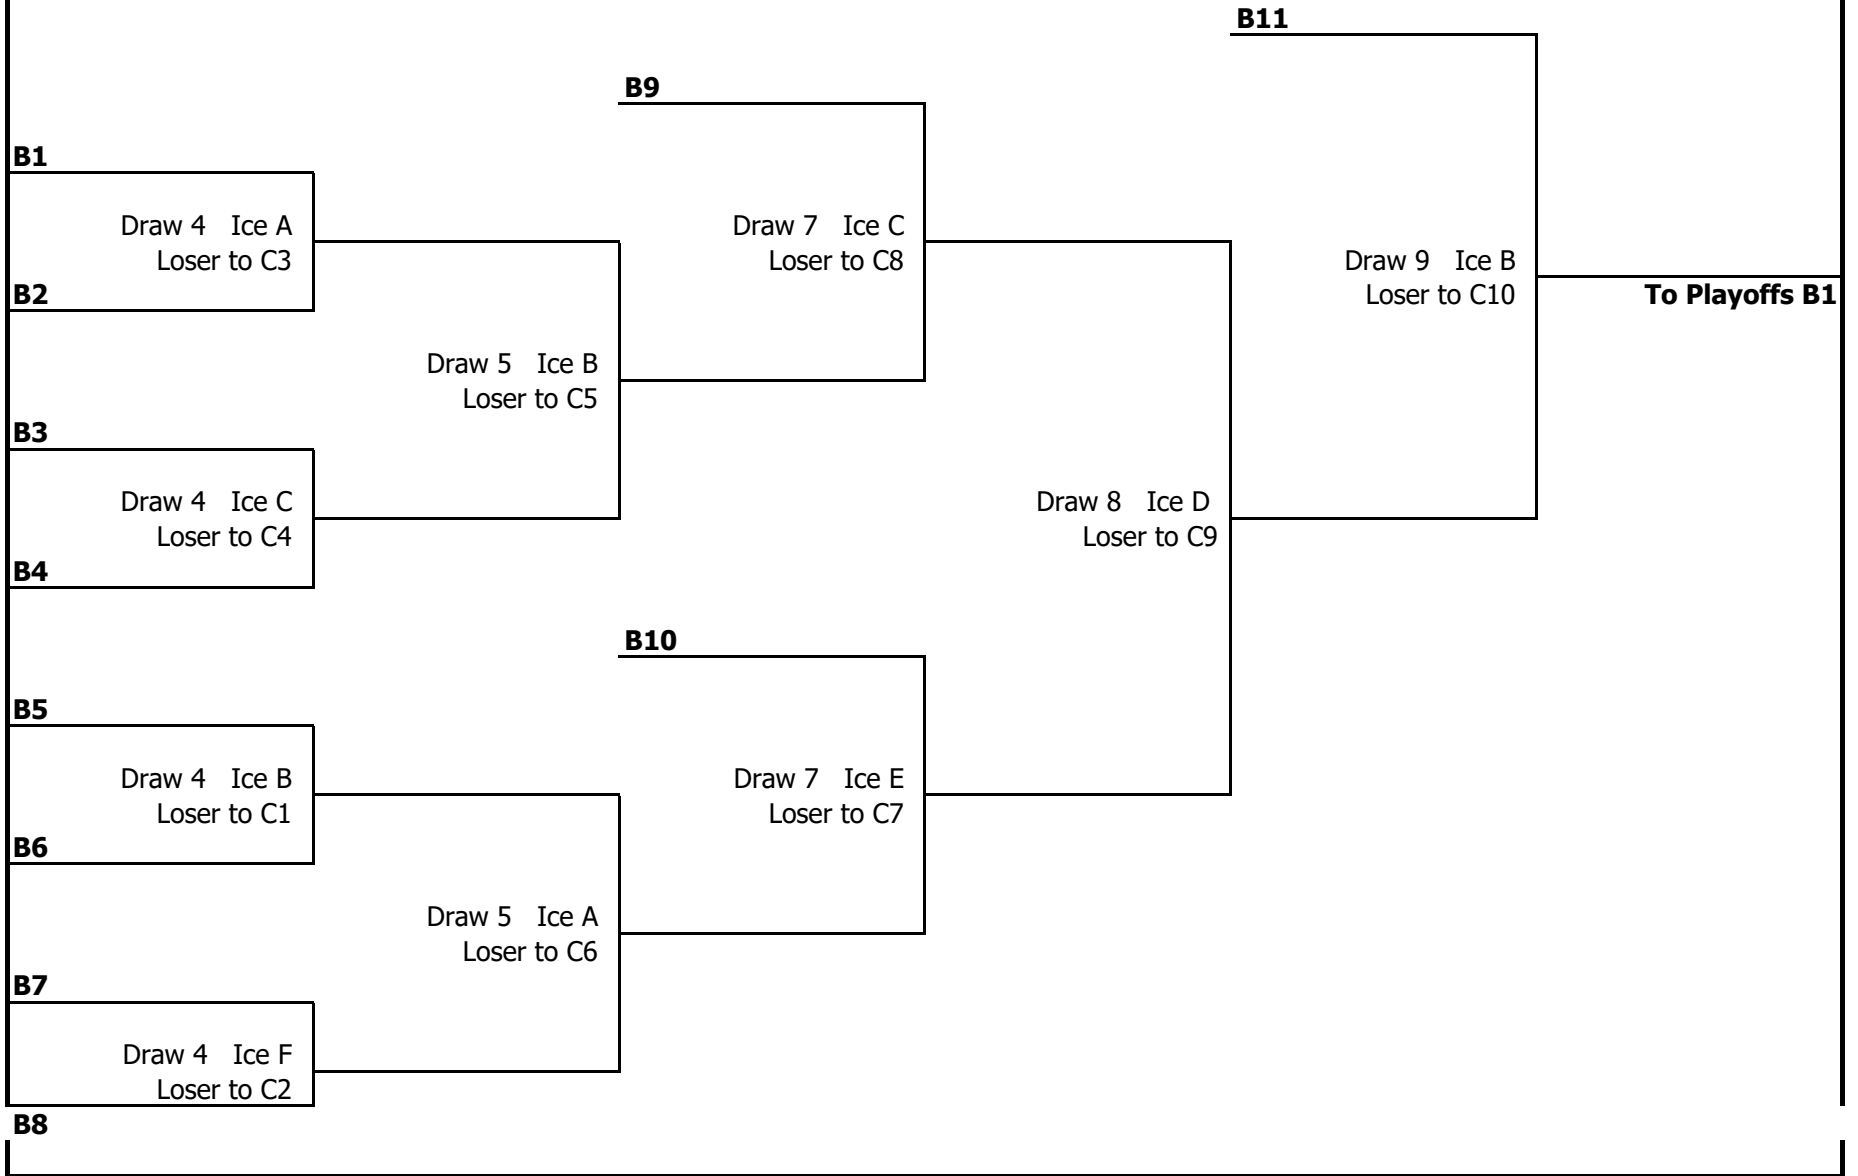 B11
B9
B1
Draw 4 Ice A
Loser to C3
Draw 7 Ice C
Loser to C8
Draw 9 Ice B
Loser to C10
B2
To Playoffs B1
Draw 5 Ice B
Loser to C5
B3
Draw 4 Ice C
Loser to C4
Draw 8 Ice D
Loser to C9
B4
B10
B5
Draw 4 Ice B
Loser to C1
Draw 7 Ice E
Loser to C7
B6
Draw 5 Ice A
Loser to C6
B7
Draw 4 Ice F
Loser to C2
B8